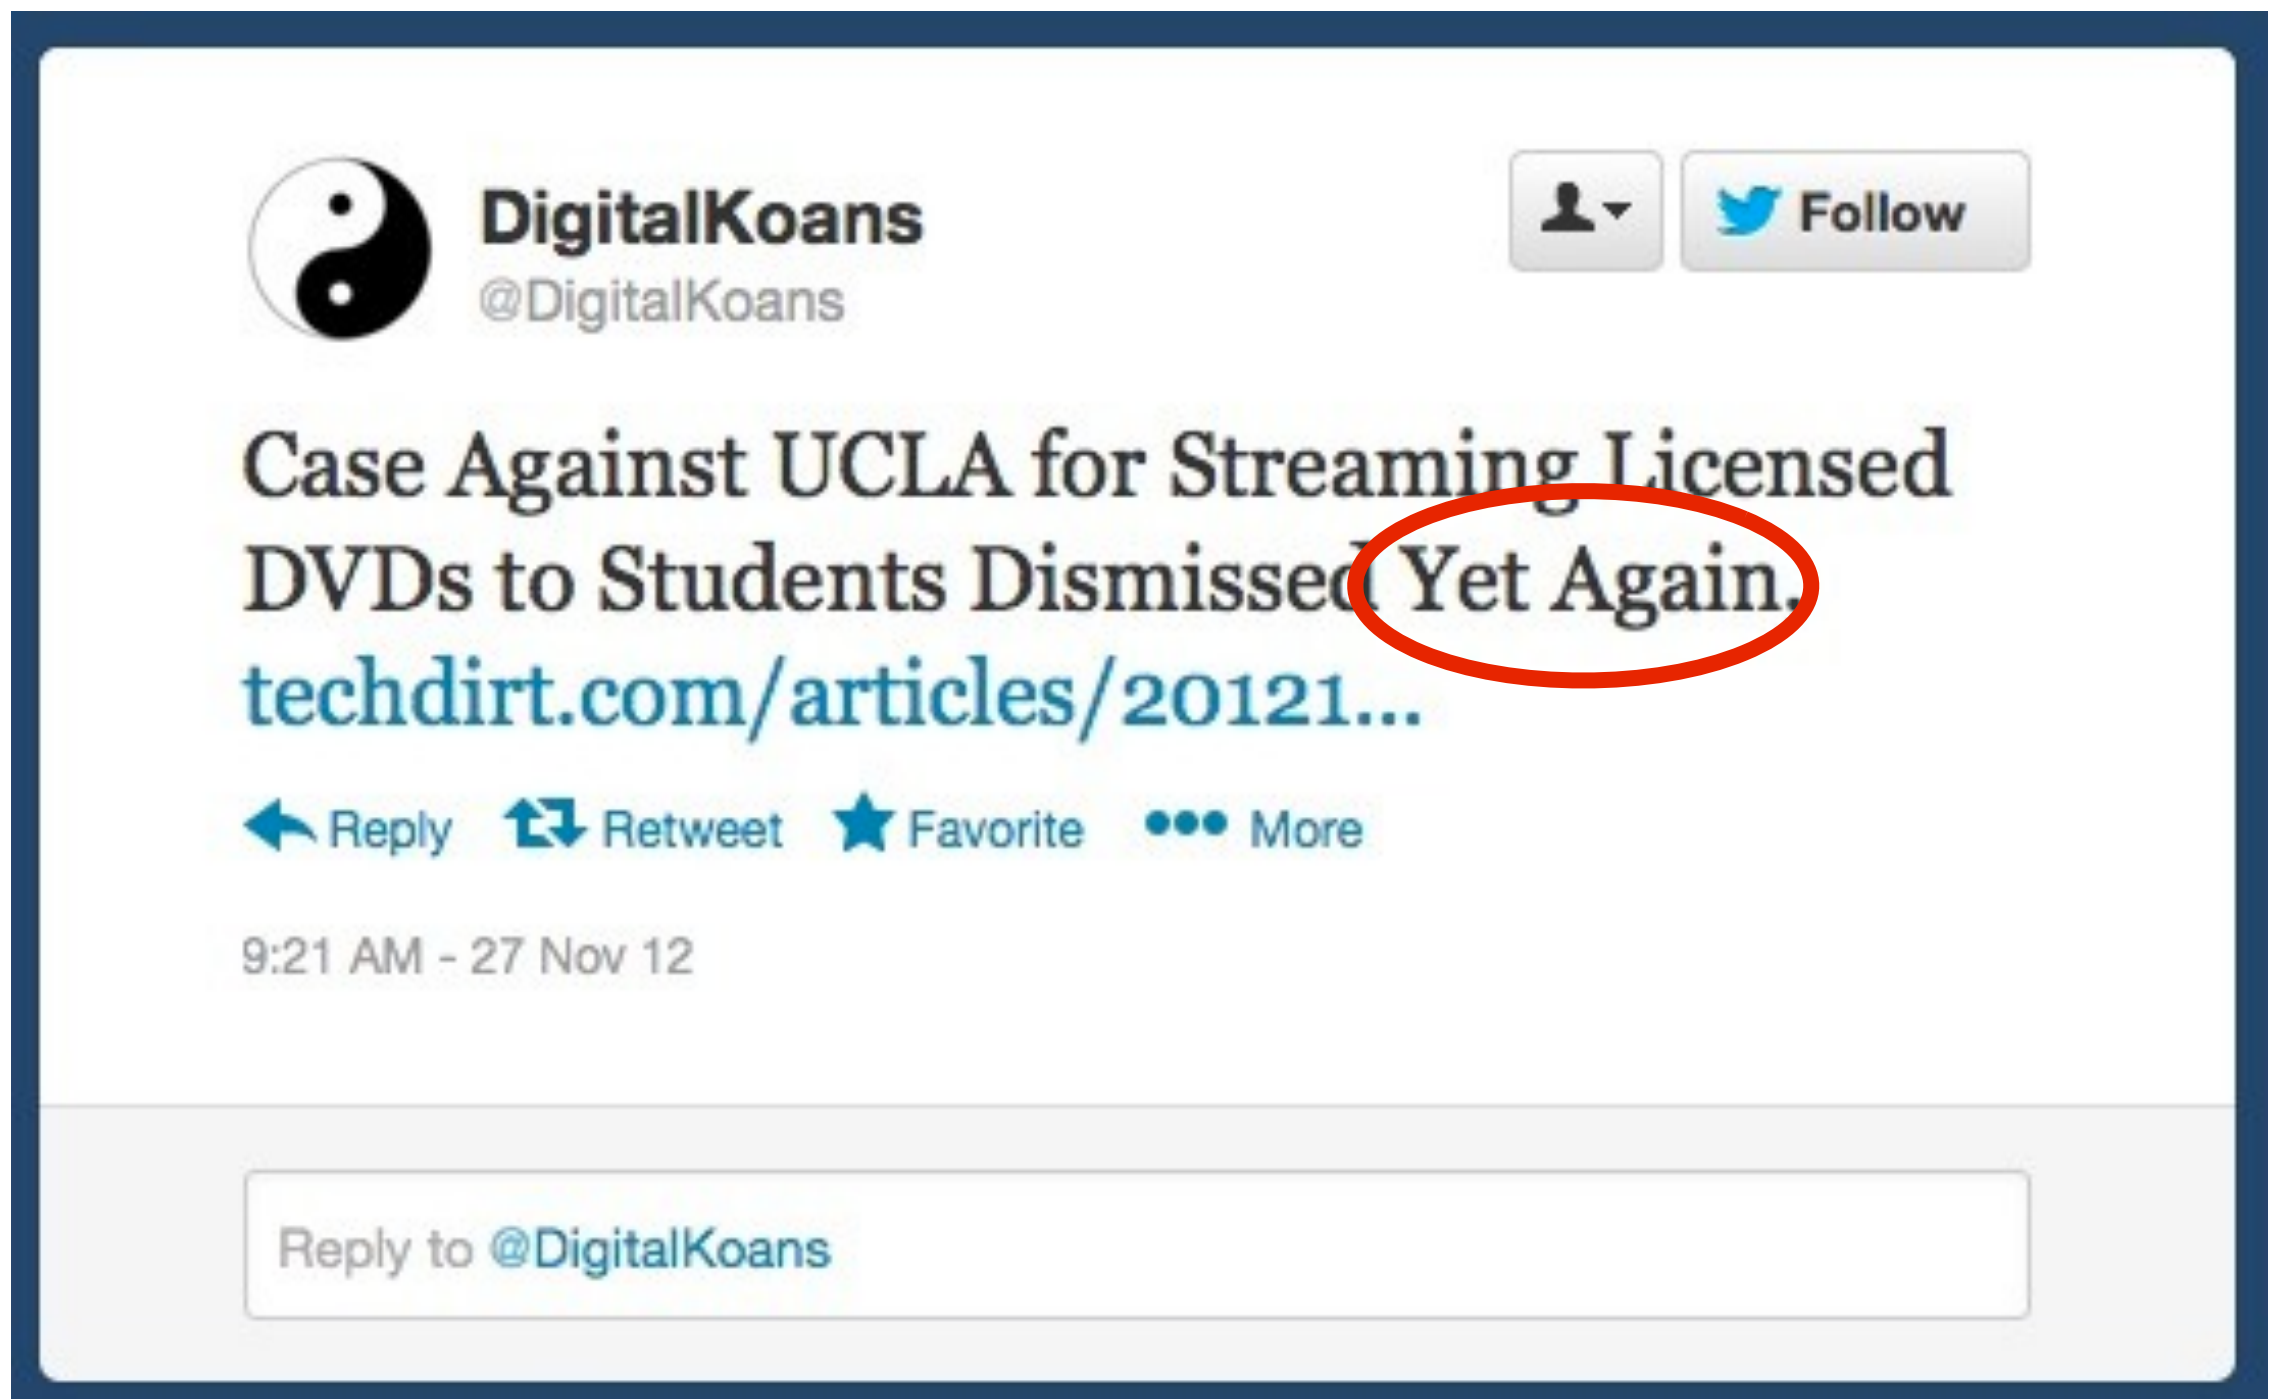 DigitalKoans
@DigitalKoans
Follow
Case Against UCLA for Streaming Licensed
DVDs to Students Dismissed Yet Again.
techdirt.com/articles/20121...
Reply Retweet Favorite More
9:21 AM - 27 Nov 12
Reply to @DigitalKoans